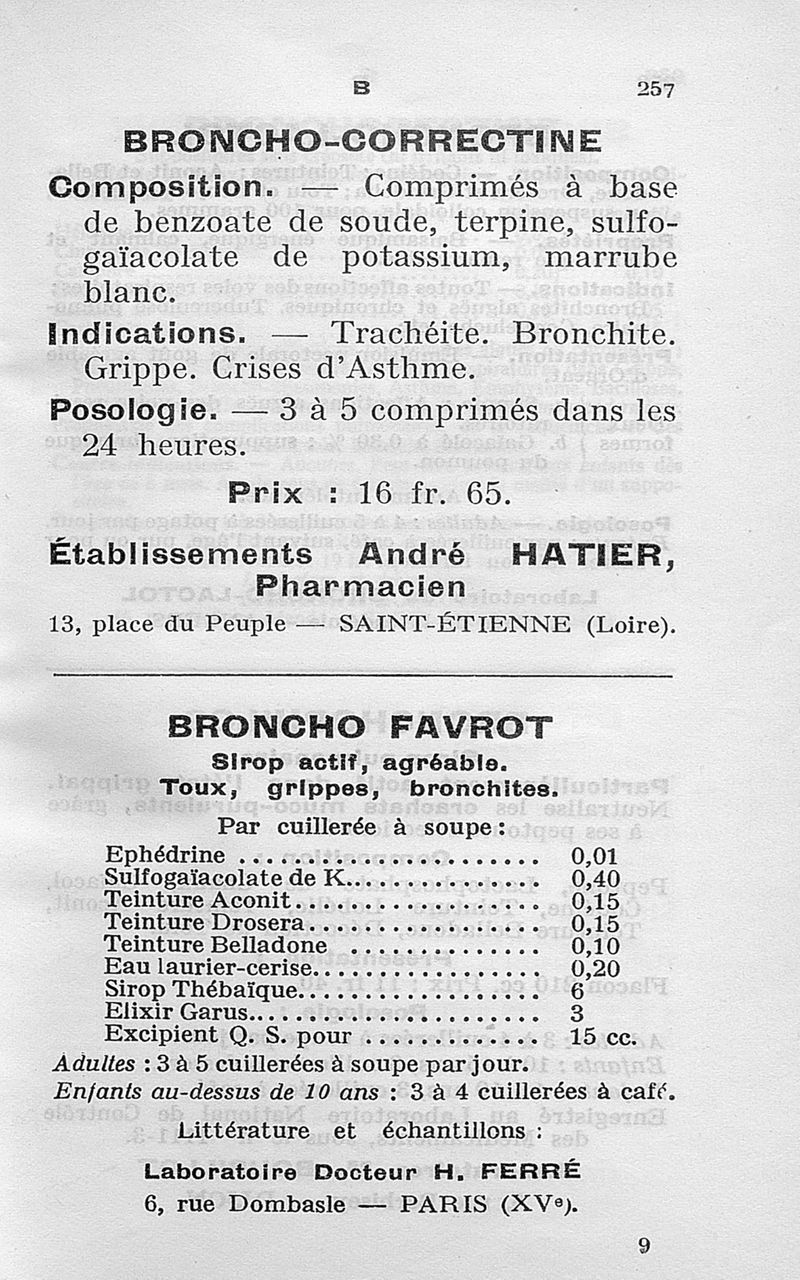 B 257
BRONCHO-CORRECTINE
Composition. — Comprimés à base
de benzoate de soude, terpine, sulfo-
gaïacolate de potassium, marrube
blanc.
Indications. — Trachéite. Bronchite.
Grippe. Crises d'Asthme.
Posologie. — 3 à 5 comprimés dans les
24 heures.
Prix : 16 fr. 65.
Établissements André HATIER,
Pharmacien
13, place du Peuple — SAINT-ÉTIENNE (Loire).
BRONCHO FAVROT
Sirop actif, agréable.
Toux, grippes, bronchites.
Par cuillerée à soupe :
Ephédrine ...................... 0,01
Sulfogaïacolate de K.............. 0,40
Teinture Aconit.................. 0,15
Teinture Drosera................. 0,15
Teinture Belladone .............. 0,10
Eau laurier-cerise................. 0,20
Sirop Thébaïque.................. 6
Elixir Garus...................... 3
Excipient Q. S. pour ............. 15 cc.
Adultes : 3 à 5 cuillerées à soupe par jour.
Enfants au-dessus de 10 ans : 3 à 4 cuillerées à café.
Littérature et échantillons :
Laboratoire Docteur H. FERRÉ
6, rue Dombasle — PARIS (XVe).
9